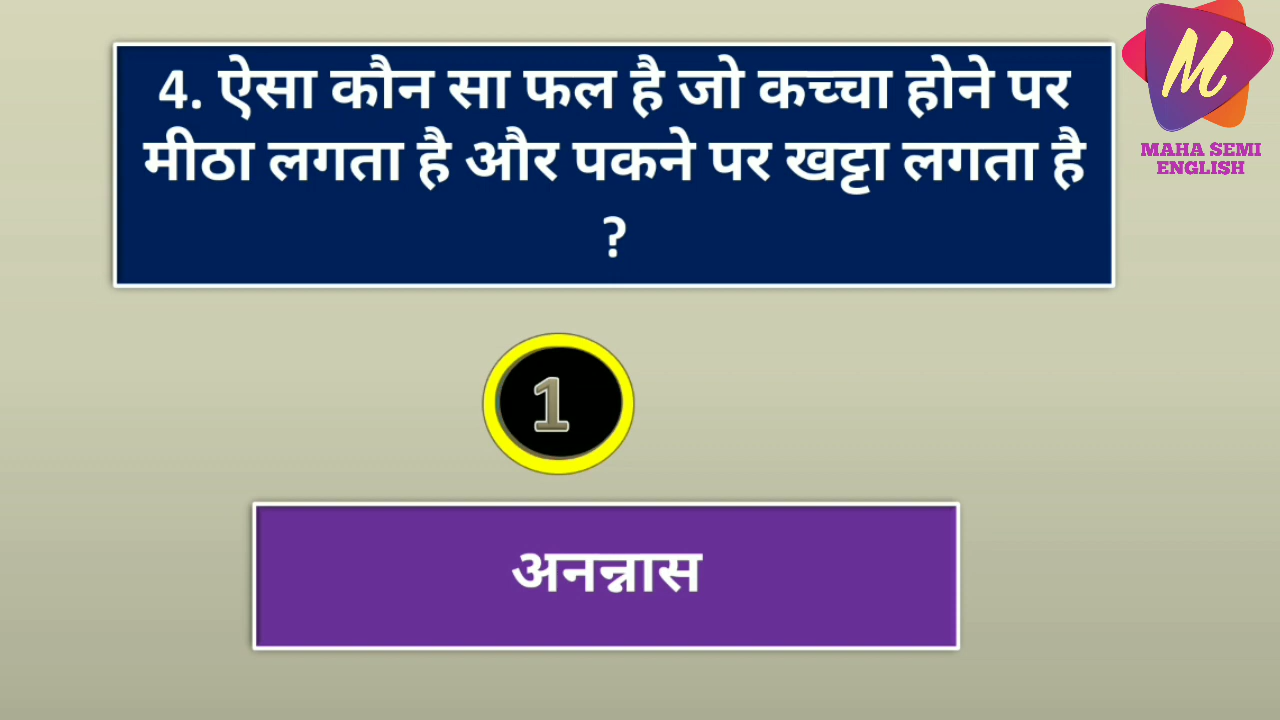 4. ऐसा कौन सा फल है जो कच्चा होने पर
मीठा लगता है और पकने पर खट्टा लगता है
?
M
MAHA SEMI
ENGLISH
1
अनन्नास